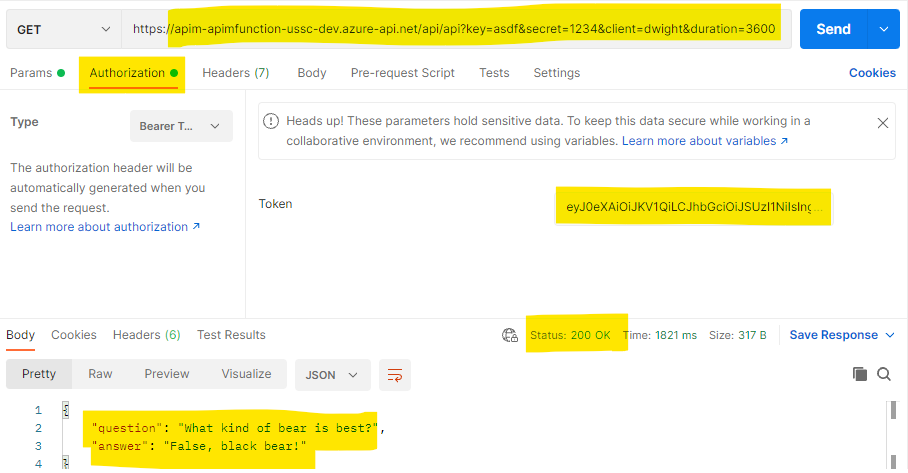 GET https://apim-apimfunction-ussc-dev.azure-api.net/api/api?key=asdf&secret=1234&client=dwight&duration=3600 Send
Params Authorization Headers (7) Body Pre-request Script Tests Settings Cookies
Type Bearer T...
The authorization header will be
automatically generated when you
send the request.
Learn more about authorization ↗
Heads up! These parameters hold sensitive data. To keep this data secure while working in a
collaborative environment, we recommend using variables. Learn more about variables ↗
Token eyJ0eXAiOiJKV1QiLCJhbGciOiJSUzI1NiIsIng...
Body Cookies Headers (6) Test Results Status: 200 OK Time: 1821 ms Size: 317 B Save Response
Pretty Raw Preview Visualize JSON
1 {
2 "question": "What kind of bear is best?",
3 "answer": "False, black bear!"
4 }